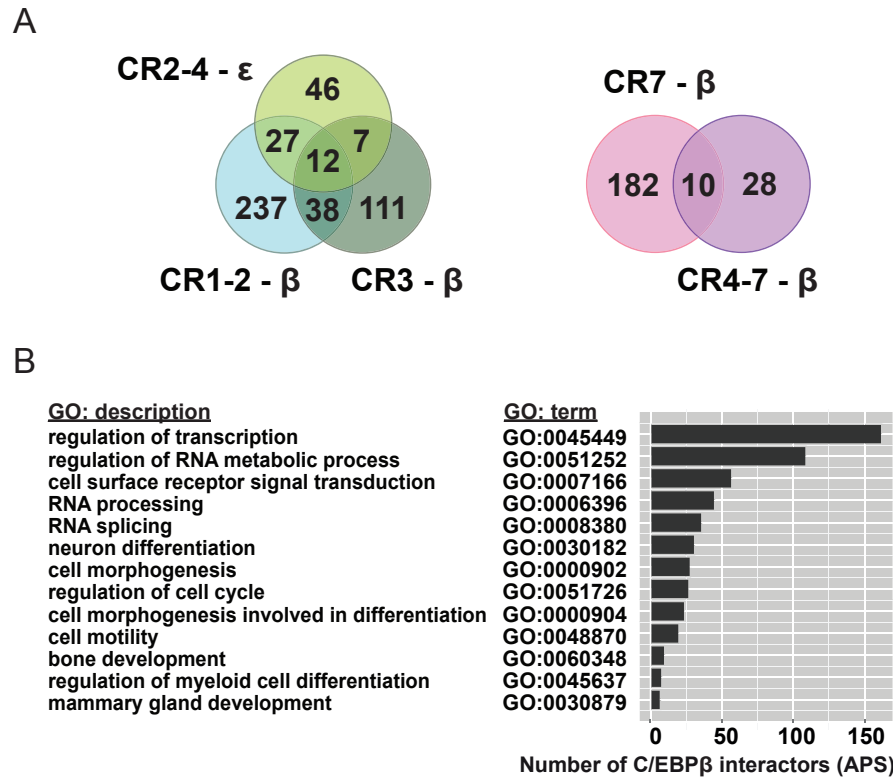 A
CR2-4 - ε
CR7 - β
46
27
7
12
237
38
111
182
10
28
CR1-2 - β
CR3 - β
CR4-7 - β
B
GO: description GO: term
regulation of transcription GO:0045449
regulation of RNA metabolic process GO:0051252
cell surface receptor signal transduction GO:0007166
RNA processing GO:0006396
RNA splicing GO:0008380
neuron differentiation GO:0030182
cell morphogenesis GO:0000902
regulation of cell cycle GO:0051726
cell morphogenesis involved in differentiation GO:0000904
cell motility GO:0048870
bone development GO:0060348
regulation of myeloid cell differentiation GO:0045637
mammary gland development GO:0030879
0 50 100 150
Number of C/EBPβ interactors (APS)